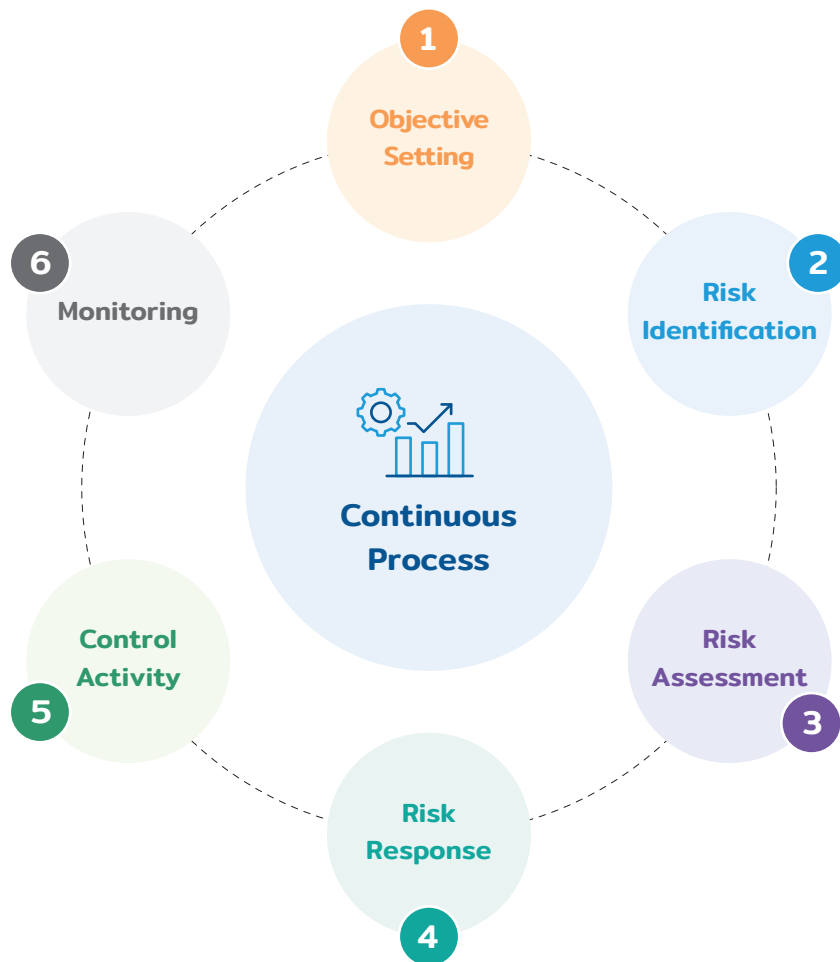 1
Objective
Setting
2
Risk
Identification
3
Risk
Assessment
4
Risk
Response
5
Control
Activity
6
Monitoring
Continuous
Process